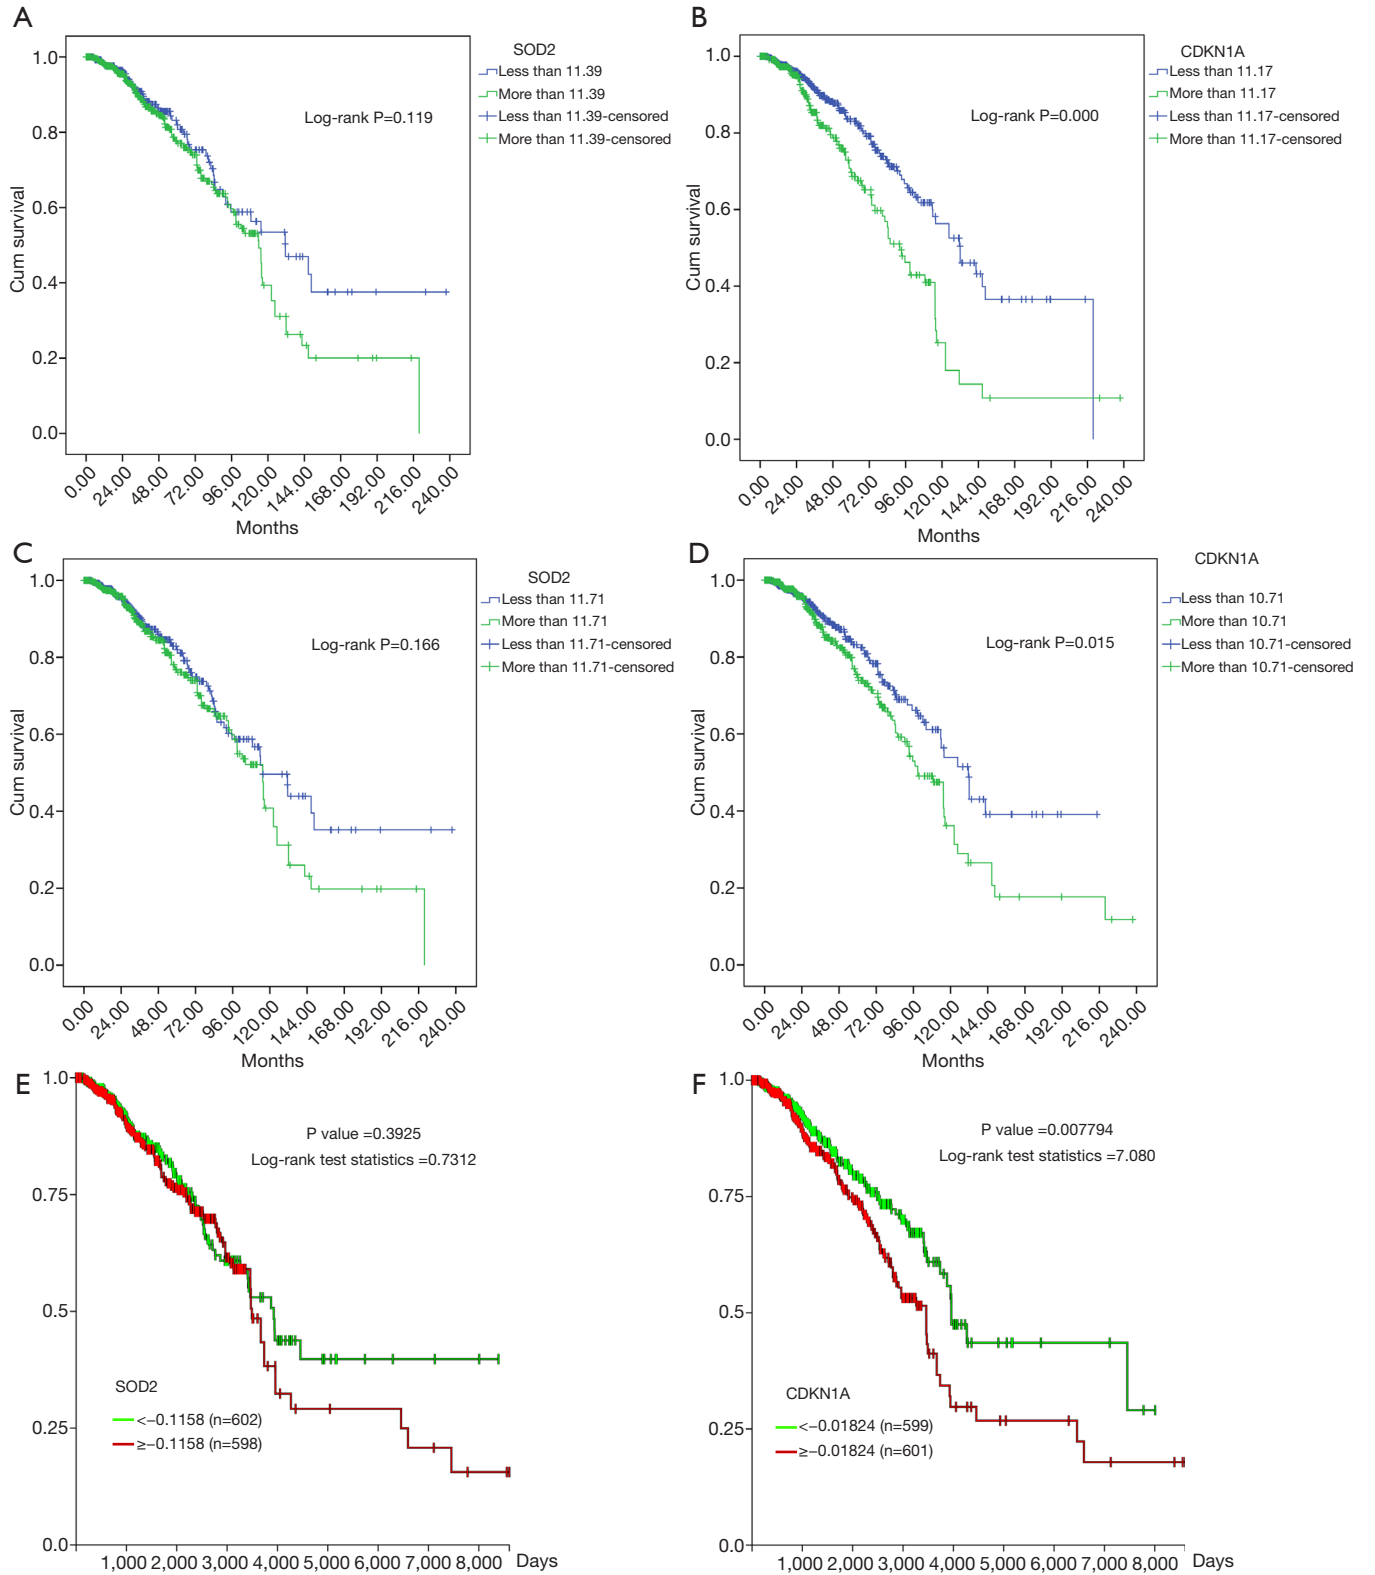 A
SOD2
Less than 11.39
More than 11.39
Less than 11.39-censored
More than 11.39-censored
Log-rank P=0.119
Cum survival
1.0
0.8
0.6
0.4
0.2
0.0
0.00 24.00 48.00 72.00 96.00 120.00 144.00 168.00 192.00 216.00 240.00
Months
B
CDKN1A
Less than 11.17
More than 11.17
Less than 11.17-censored
More than 11.17-censored
Log-rank P=0.000
Cum survival
1.0
0.8
0.6
0.4
0.2
0.0
0.00 24.00 48.00 72.00 96.00 120.00 144.00 168.00 192.00 216.00 240.00
Months
C
SOD2
Less than 11.71
More than 11.71
Less than 11.71-censored
More than 11.71-censored
Log-rank P=0.166
Cum survival
1.0
0.8
0.6
0.4
0.2
0.0
0.00 24.00 48.00 72.00 96.00 120.00 144.00 168.00 192.00 216.00 240.00
Months
D
CDKN1A
Less than 10.71
More than 10.71
Less than 10.71-censored
More than 10.71-censored
Log-rank P=0.015
Cum survival
1.0
0.8
0.6
0.4
0.2
0.0
0.00 24.00 48.00 72.00 96.00 120.00 144.00 168.00 192.00 216.00 240.00
Months
E
1.0
0.75
0.5
0.25
0.0
P value =0.3925
Log-rank test statistics =0.7312
SOD2
<−0.1158 (n=602)
≥−0.1158 (n=598)
1,000 2,000 3,000 4,000 5,000 6,000 7,000 8,000 Days
F
1.0
0.75
0.5
0.25
0.0
P value =0.007794
Log-rank test statistics =7.080
CDKN1A
<−0.01824 (n=599)
≥−0.01824 (n=601)
1,000 2,000 3,000 4,000 5,000 6,000 7,000 8,000 Days